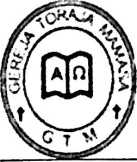 GEREJA TORAJA MAMASA
Α Ω
G T M